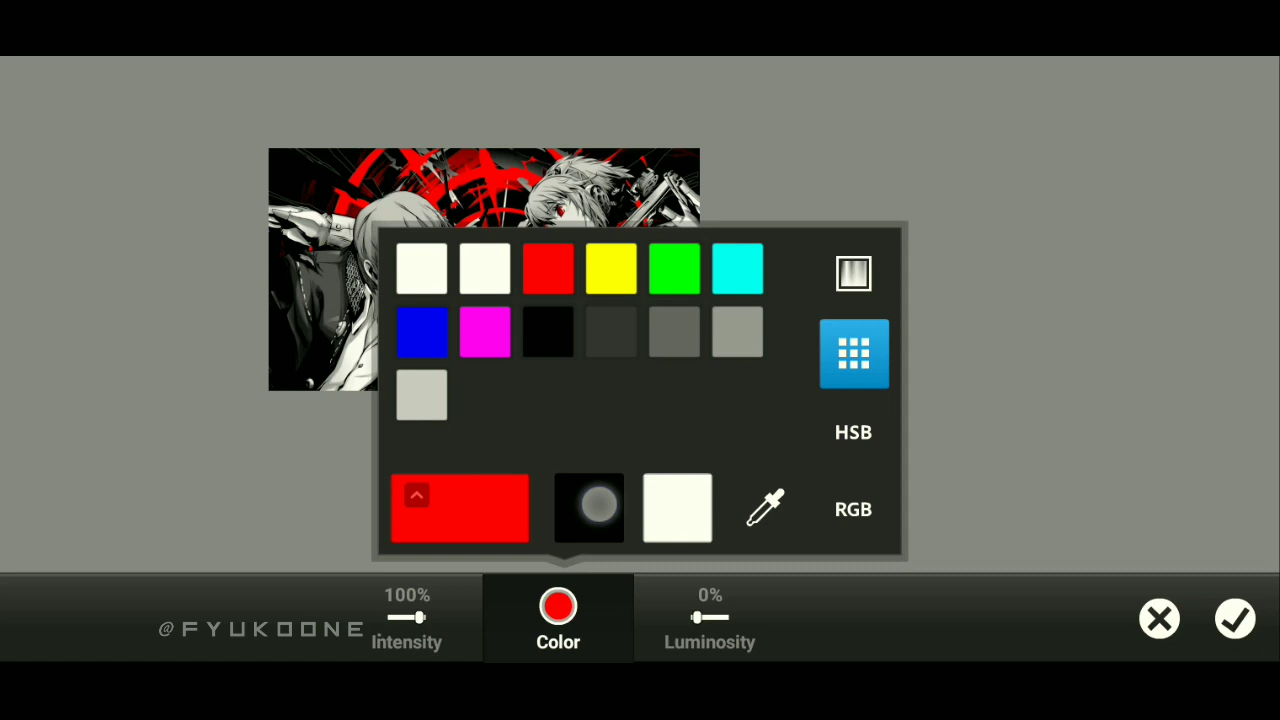 HSB
RGB
100%
0%
@FYUKOONE
Intensity
Color
Luminosity